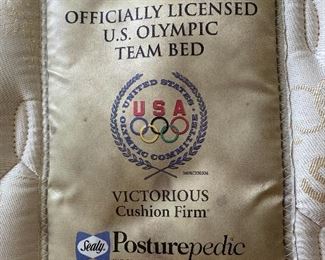 OFFICIALLY LICENSED
U.S. OLYMPIC
TEAM BED
UNITED STATES
USA
OLYMPIC COMMITTEE
VICTORIOUS
Cushion Firm
Sealy Posturepedic